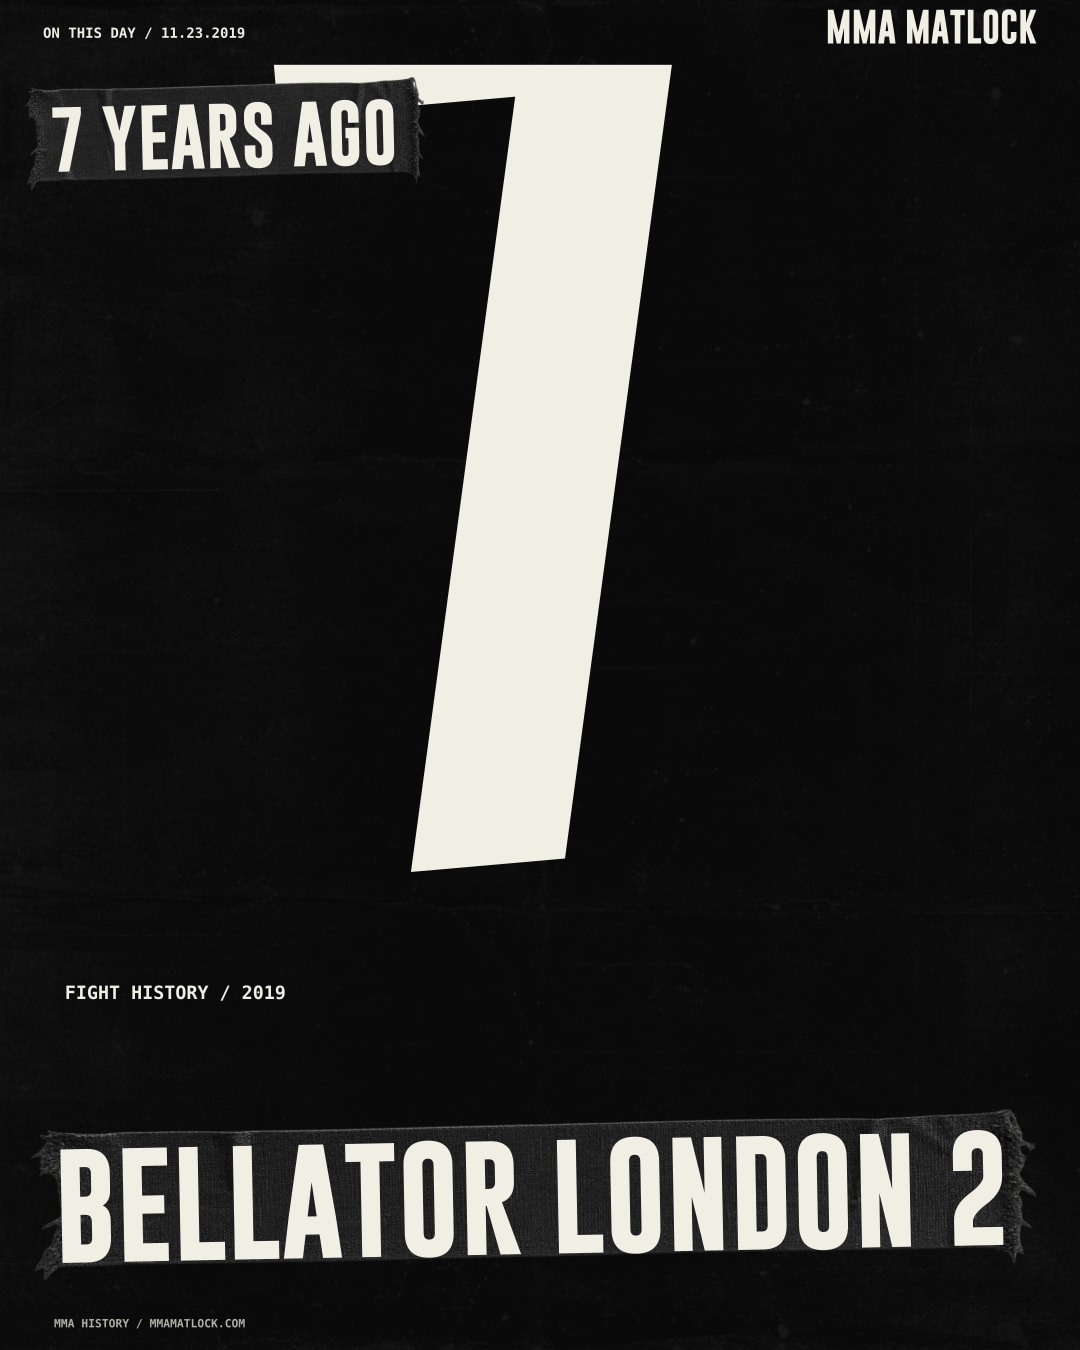 ON THIS DAY / 11.23.2019
MMA MATLOCK
7 YEARS AGO
7
FIGHT HISTORY / 2019
BELLATOR LONDON 2
MMA HISTORY / MMAMATLOCK.COM